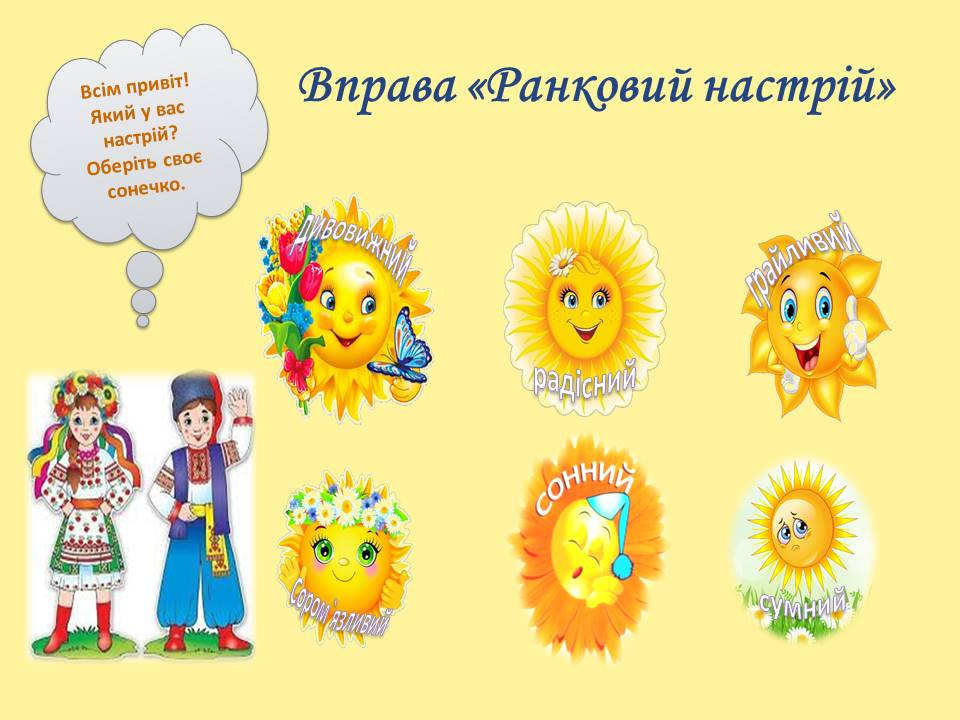 Всім привіт!
Який у вас
настрій?
Оберіть своє
сонечко.
Вправа «Ранковий настрій»
дивовижний
радісний
грайливий
Сором`язливий
сонний
сумний